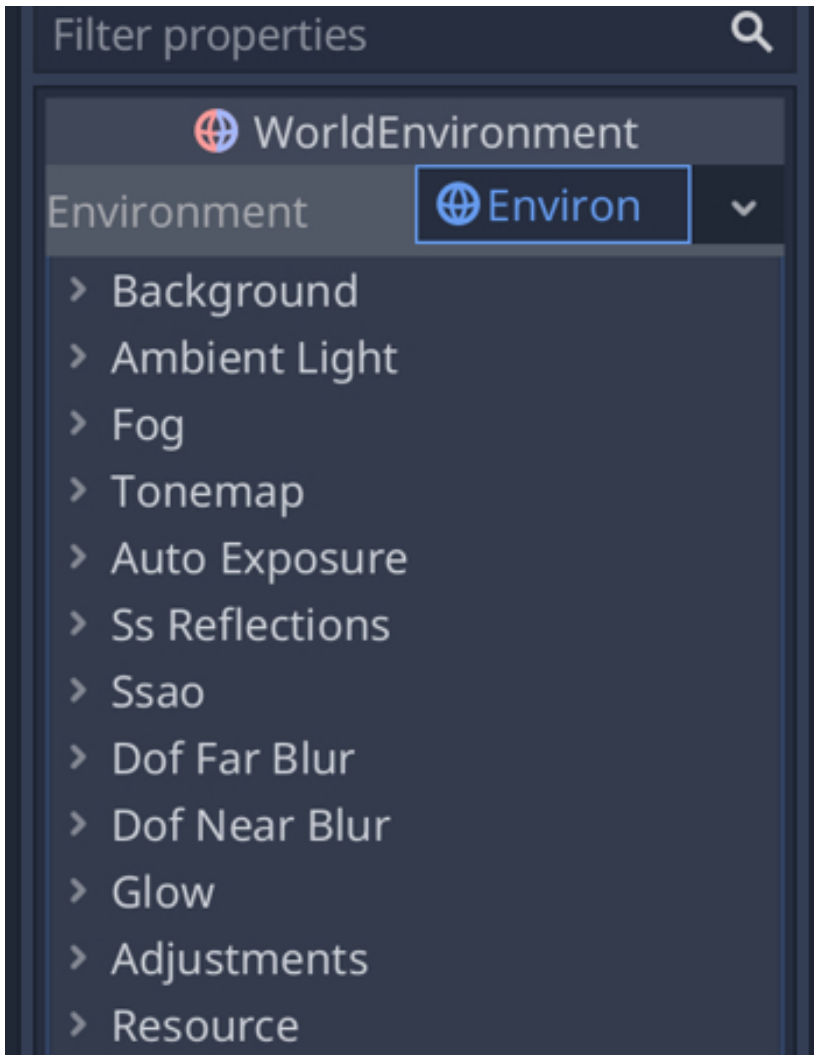 Filter properties
WorldEnvironment
Environment Environ
Background
Ambient Light
Fog
Tonemap
Auto Exposure
Ss Reflections
Ssao
Dof Far Blur
Dof Near Blur
Glow
Adjustments
Resource